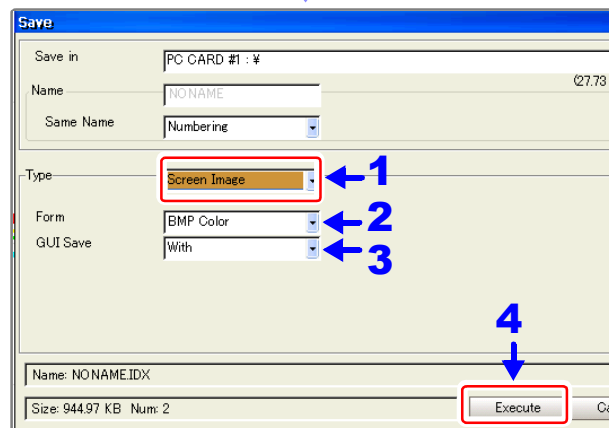 Save
Save in PC CARD #1 : ¥
(27.73
Name NONAME
Same Name Numbering
Type Screen Image 1
Form BMP Color 2
GUI Save With 3
4
Name: NONAME.IDX
Size: 944.97 KB Num: 2 Execute Ca